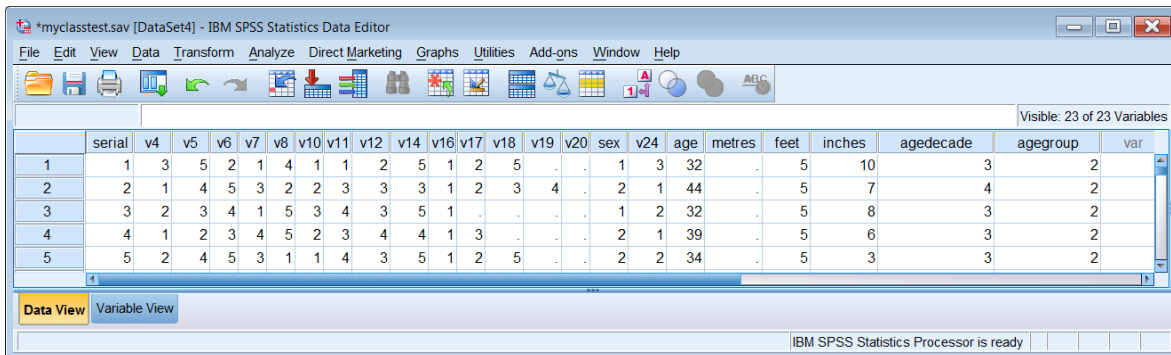 *myclasstest.sav [DataSet4] - IBM SPSS Statistics Data Editor
File Edit View Data Transform Analyze Direct Marketing Graphs Utilities Add-ons Window Help
A 1 ABC
Visible: 23 of 23 Variables
serial v4 v5 v6 v7 v8 v10 v11 v12 v14 v16 v17 v18 v19 v20 sex v24 age metres feet inches agedecade agegroup var
1 1 3 5 2 1 4 1 1 2 5 1 2 5 . . 1 3 32 . 5 10 3 2
2 2 1 4 5 3 2 2 3 3 3 1 2 3 4 . 2 1 44 . 5 7 4 2
3 3 2 3 4 1 5 3 4 3 5 1 . . . . 1 2 32 . 5 8 3 2
4 4 1 2 3 4 5 2 3 4 4 1 3 . . . 2 1 39 . 5 6 3 2
5 5 2 4 5 3 1 1 4 3 5 1 2 5 . . 2 2 34 . 5 3 3 2
Data View Variable View
IBM SPSS Statistics Processor is ready